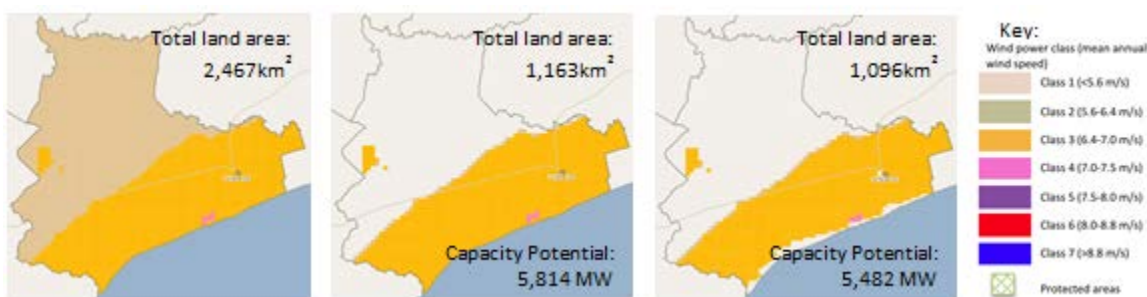 Total land area:
2,467km²
Total land area:
1,163km²
Capacity Potential:
5,814 MW
Total land area:
1,096km²
Capacity Potential:
5,482 MW
Key:
Wind power class (mean annual
wind speed)
Class 1 (<5.6 m/s)
Class 2 (5.6-6.4 m/s)
Class 3 (6.4-7.0 m/s)
Class 4 (7.0-7.5 m/s)
Class 5 (7.5-8.0 m/s)
Class 6 (8.0-8.8 m/s)
Class 7 (>8.8 m/s)
Protected areas